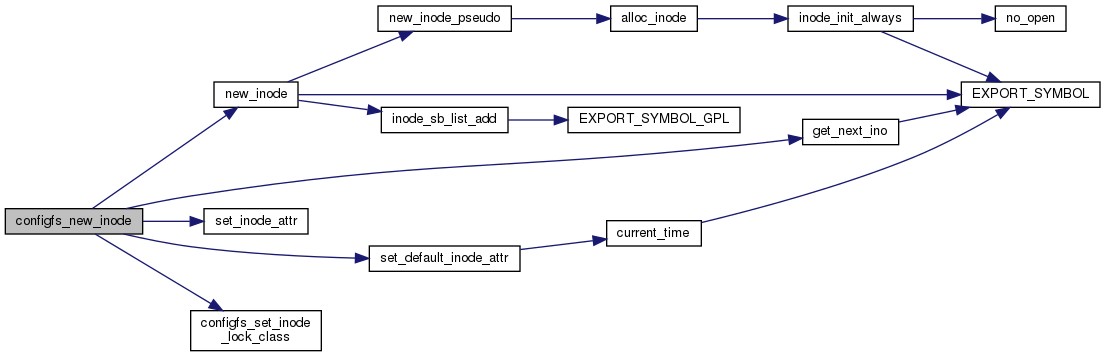 new_inode_pseudo
alloc_inode
inode_init_always
no_open
new_inode
EXPORT_SYMBOL
inode_sb_list_add
EXPORT_SYMBOL_GPL
get_next_ino
configfs_new_inode
set_inode_attr
current_time
set_default_inode_attr
configfs_set_inode
_lock_class